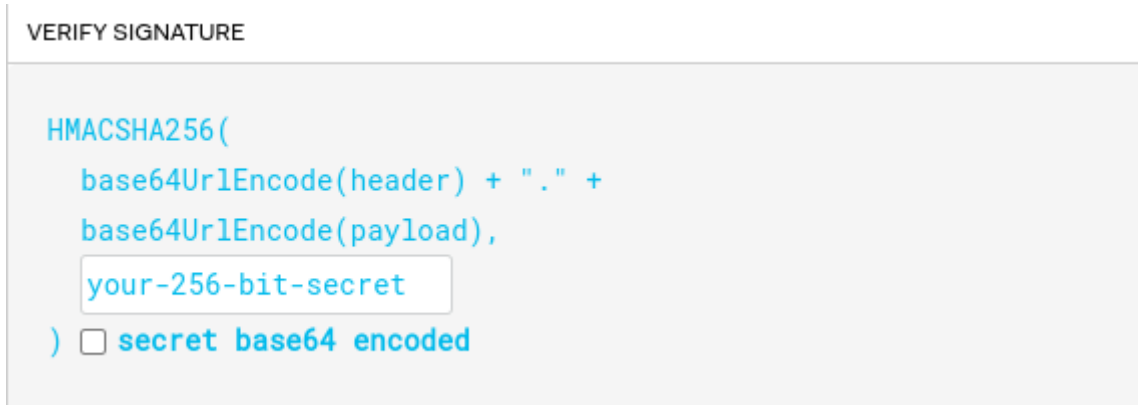 VERIFY SIGNATURE
HMACSHA256(
base64UrlEncode(header) + "." +
base64UrlEncode(payload),
your-256-bit-secret
) secret base64 encoded